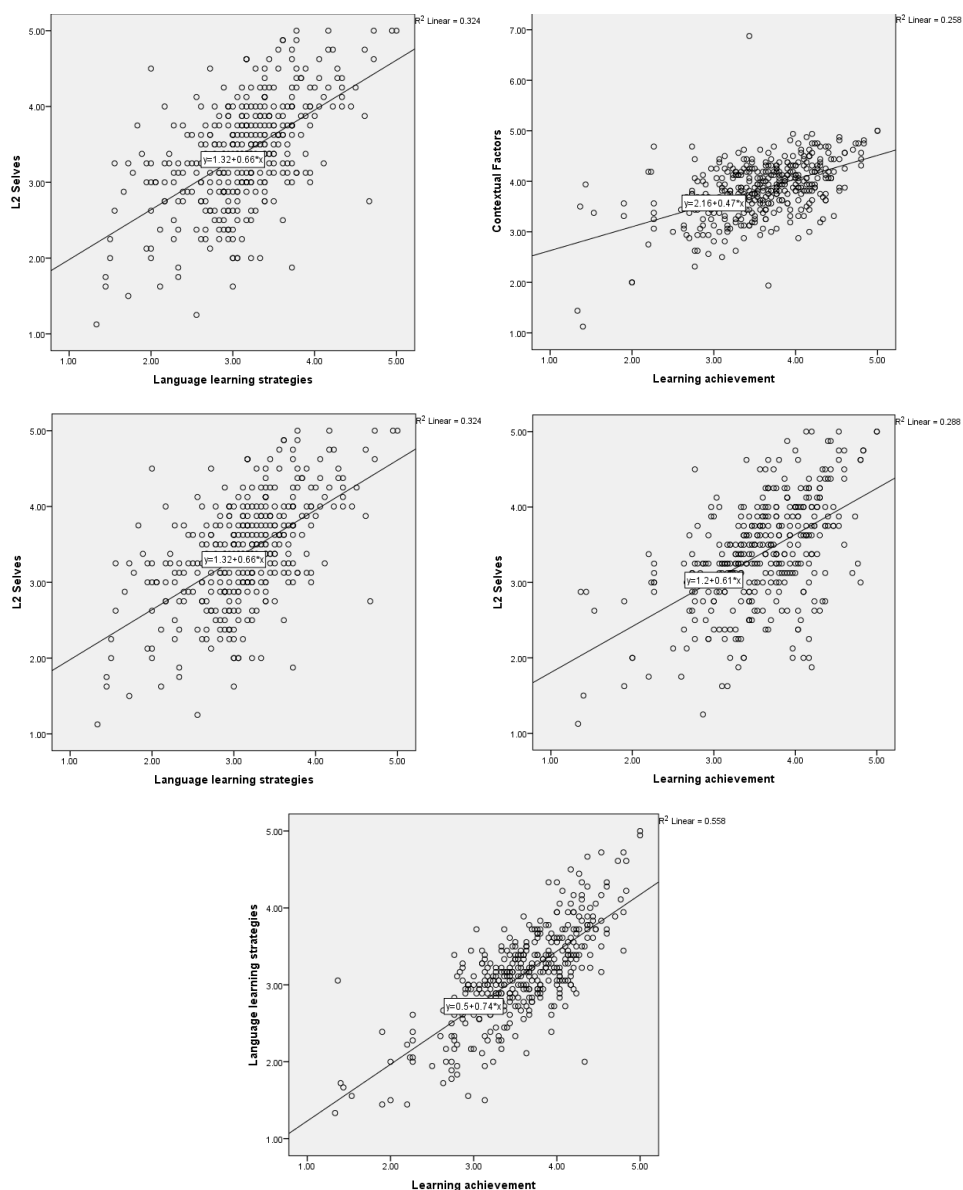 R² Linear = 0.324
5.00
4.00
3.00
2.00
1.00
L2 Selves
y=1.32+0.66*x
1.00 2.00 3.00 4.00 5.00
Language learning strategies
R² Linear = 0.258
7.00
6.00
5.00
4.00
3.00
2.00
1.00
Contextual Factors
y=2.16+0.47*x
1.00 2.00 3.00 4.00 5.00
Learning achievement
R² Linear = 0.324
5.00
4.00
3.00
2.00
1.00
L2 Selves
y=1.32+0.66*x
1.00 2.00 3.00 4.00 5.00
Language learning strategies
R² Linear = 0.288
5.00
4.00
3.00
2.00
1.00
L2 Selves
y=1.2+0.61*x
1.00 2.00 3.00 4.00 5.00
Learning achievement
R² Linear = 0.558
5.00
4.00
3.00
2.00
1.00
Language learning strategies
y=0.5+0.74*x
1.00 2.00 3.00 4.00 5.00
Learning achievement